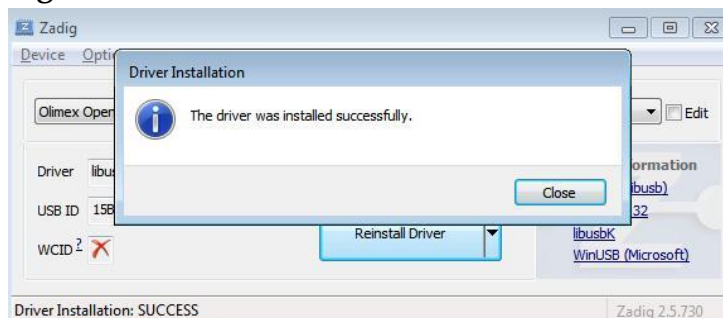 Zadig
Device
Driver Installation
Olimex
Edit
The driver was installed successfully.
Close
Driver
USB ID 15B
WCID ?
Reinstall Driver
libusbK
WinUSB (Microsoft)
Driver Installation: SUCCESS
Zadig 2.5.730